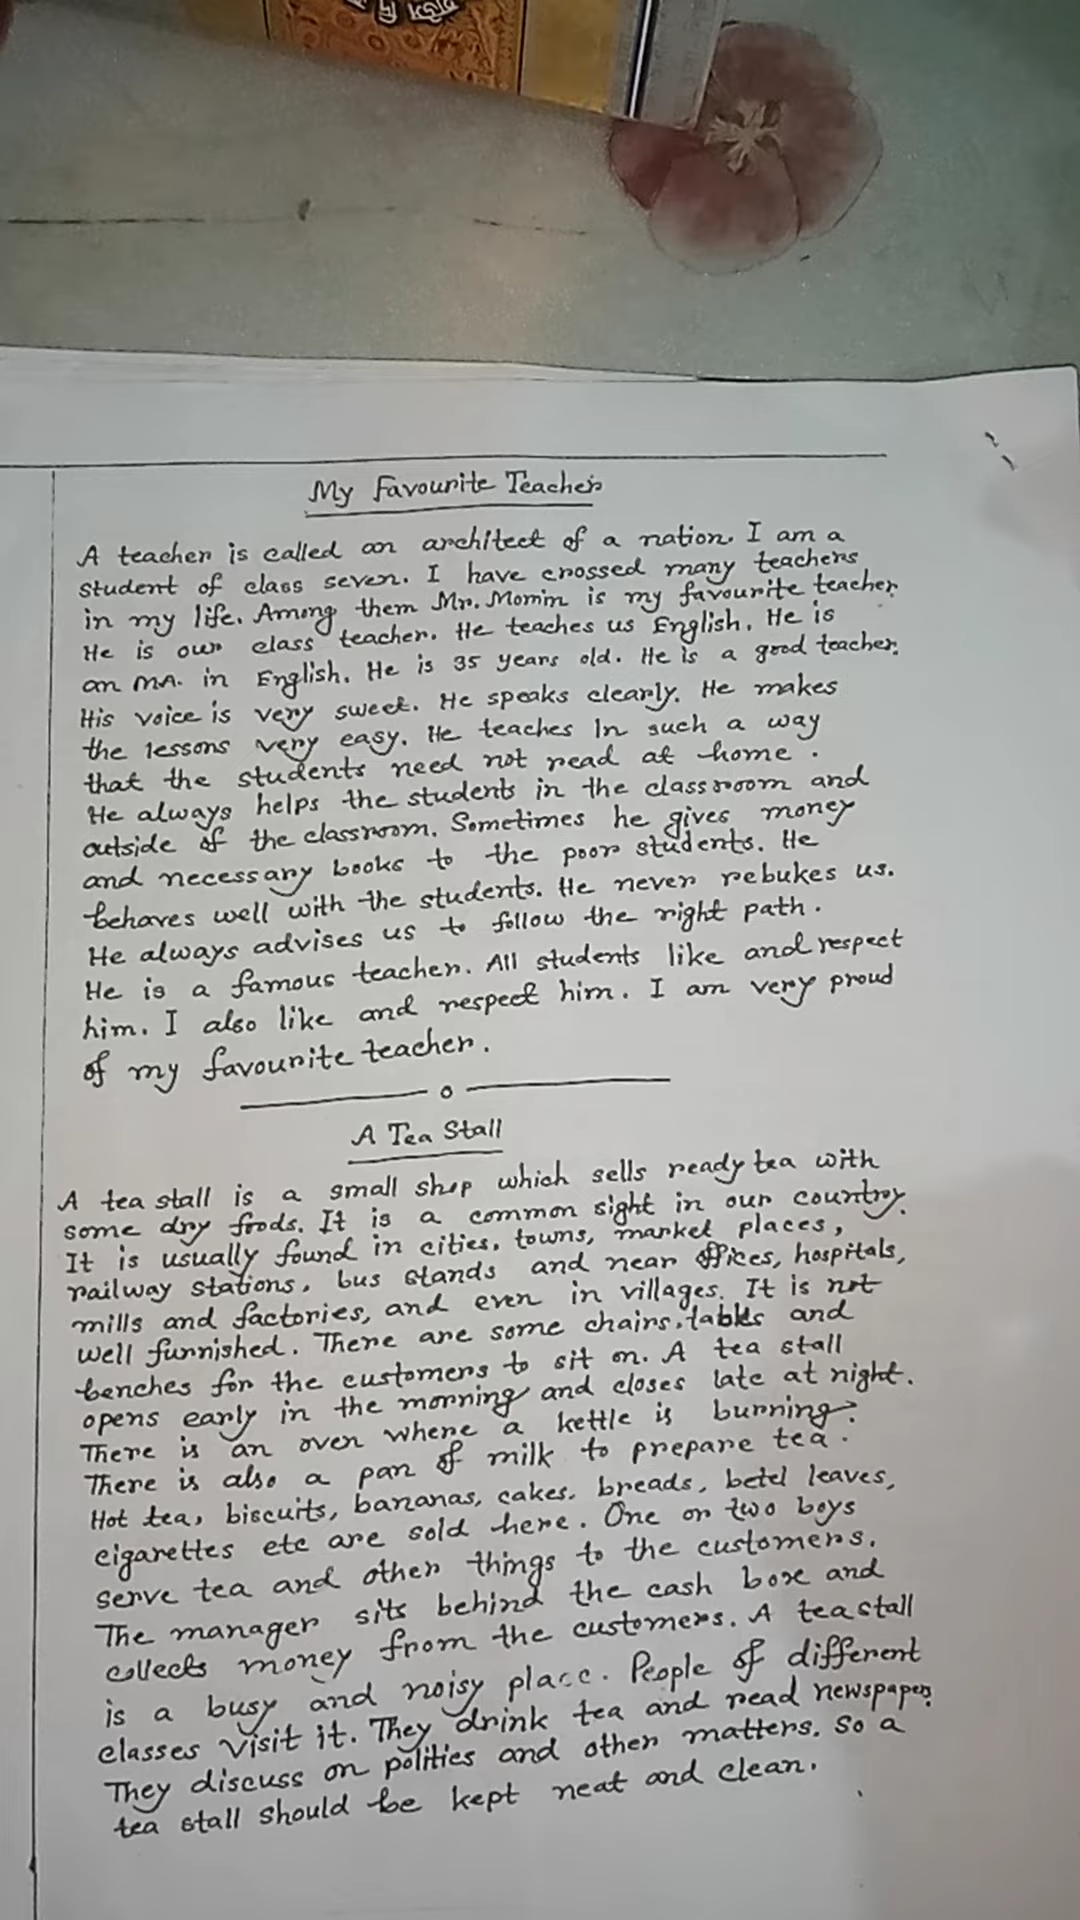 My Favourite Teacher
A teacher is called an architect of a nation. I am a
student of class seven. I have crossed many teachers
in my life. Among them Mr. Momin is my favourite teacher.
He is our class teacher. He teaches us English. He is
an M.A. in English. He is 35 years old. He is a good teacher.
His voice is very sweet. He speaks clearly. He makes
the lessons very easy. He teaches In such a way
that the students need not read at home.
He always helps the students in the classroom and
outside of the classroom. Sometimes he gives money
and necessary books to the poor students. He
behaves well with the students. He never rebukes us.
He always advises us to follow the right path.
He is a famous teacher. All students like and respect
him. I also like and respect him. I am very proud
of my favourite teacher.
A Tea Stall
A tea stall is a small shop which sells ready tea with
some dry foods. It is a common sight in our country.
It is usually found in cities, towns, market places,
railway stations, bus stands and near offices, hospitals,
mills and factories, and even in villages. It is not
well furnished. There are some chairs, tables and
benches for the customers to sit on. A tea stall
opens early in the morning and closes late at night.
There is an oven where a kettle is burning.
There is also a pan of milk to prepare tea.
Hot tea, biscuits, bananas, cakes, breads, betel leaves,
cigarettes etc are sold here. One or two boys
serve tea and other things to the customers.
The manager sits behind the cash box and
collects money from the customers. A tea stall
is a busy and noisy place. People of different
classes visit it. They drink tea and read newspaper.
They discuss on politics and other matters. So a
tea stall should be kept neat and clean.